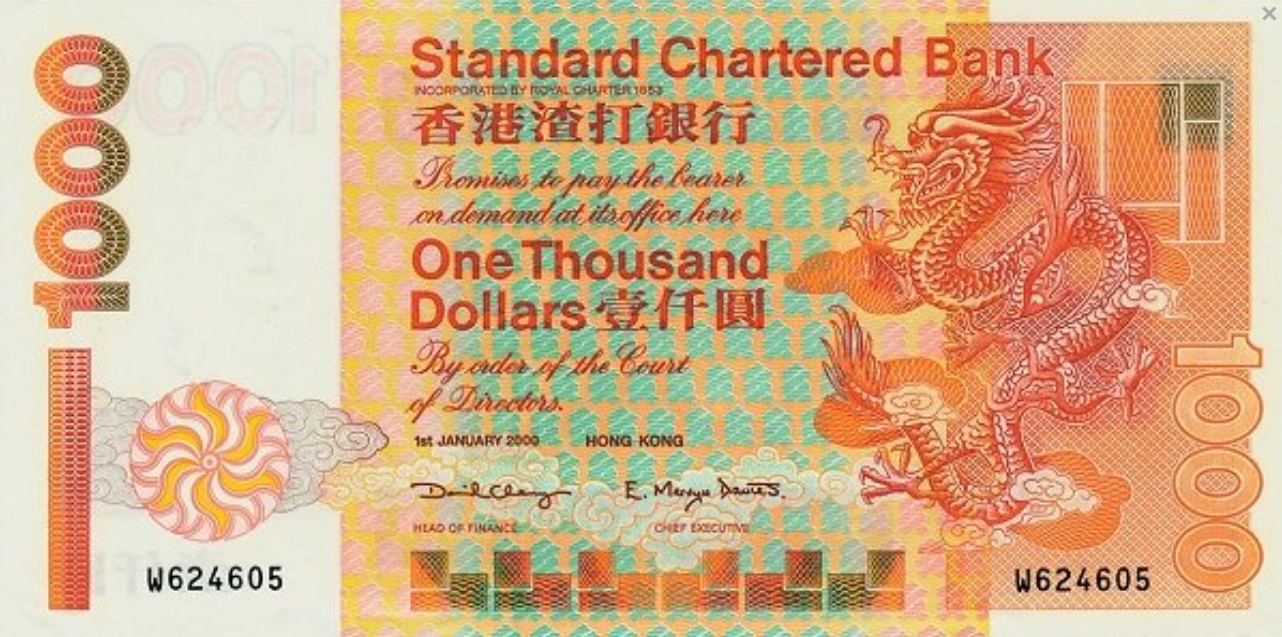 1000
Standard Chartered Bank
INCORPORATED BY ROYAL CHARTER 1853
香港渣打銀行
Promises to pay the bearer
on demand at its office here
One Thousand
Dollars 壹仟圓
By order of the Court
of Directors.
1st JANUARY 2000 HONG KONG
E. Mervyn Davies.
HEAD OF FINANCE CHIEF EXECUTIVE
W624605 W624605
1000